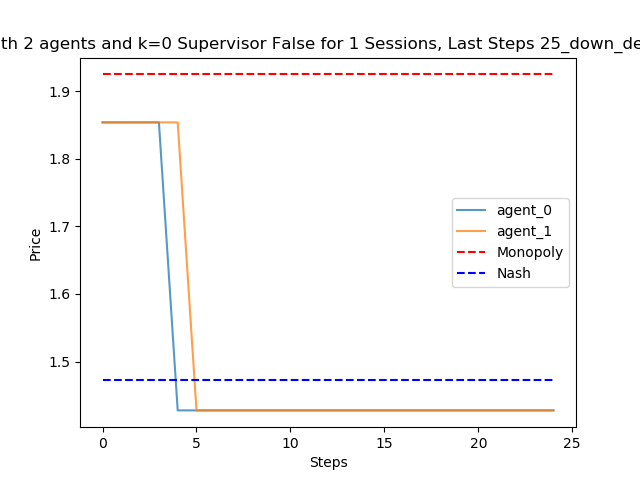 th 2 agents and k=0 Supervisor False for 1 Sessions, Last Steps 25_down_de
1.9
1.8
1.7
1.6
1.5
Price
agent_0
agent_1
Monopoly
Nash
0 5 10 15 20 25
Steps